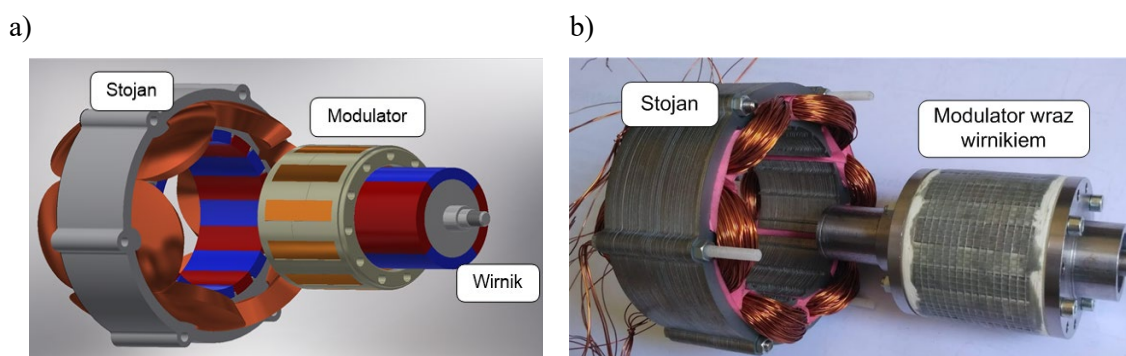 a)
b)
Stojan
Modulator
Wirnik
Stojan
Modulator wraz
wirnikiem